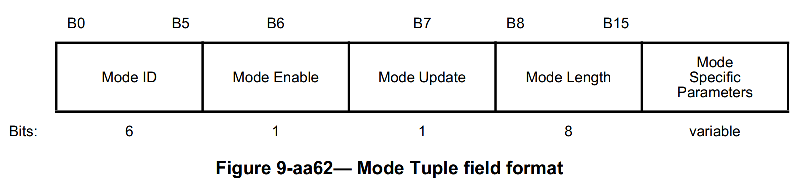 B0 B5 B6 B7 B8 B15
Mode ID Mode Enable Mode Update Mode Length Mode Specific Parameters
Bits: 6 1 1 8 variable
Figure 9-aa62— Mode Tuple field format